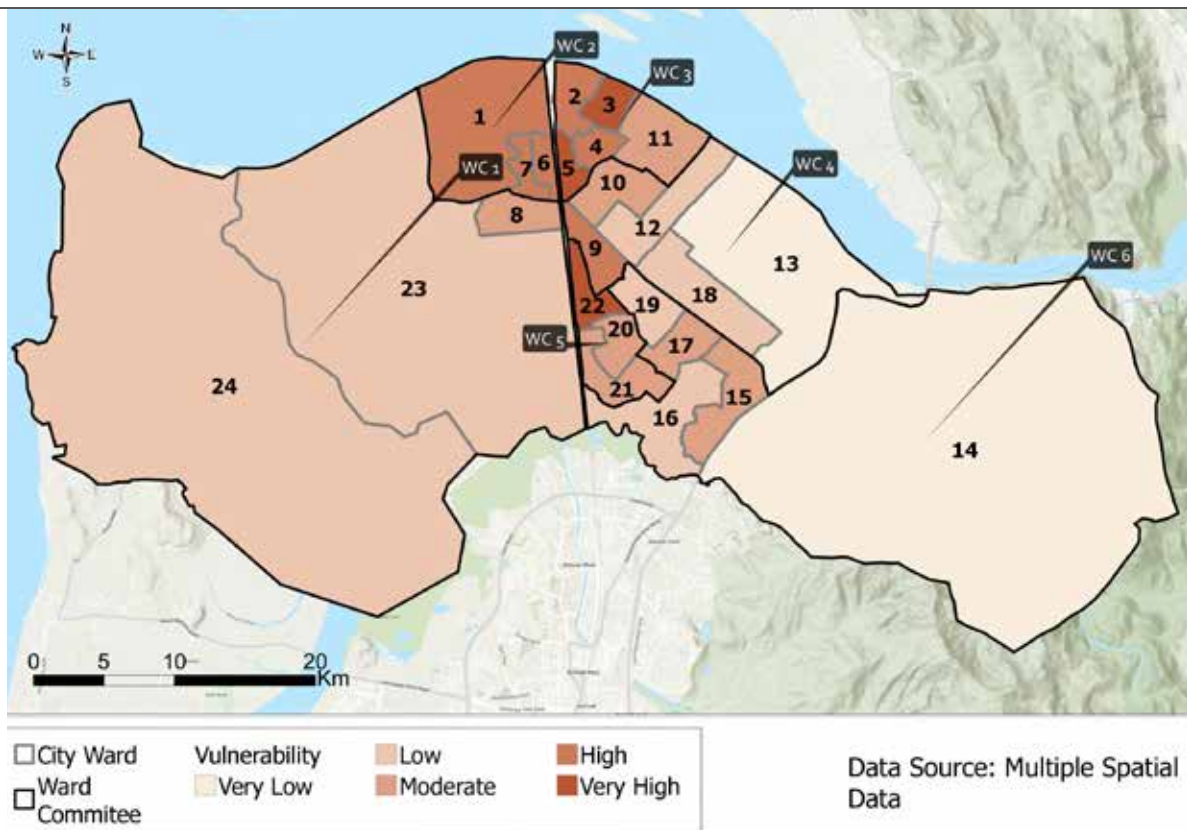 N
W E
S
WC 2
WC 3
1
2
3
4
11
WC 1
7
6
5
10
WC 4
8
12
9
13
WC 6
23
18
22
19
WC 5
20
17
24
21
15
16
14
0 5 10 20
Km
City Ward
Ward
Commitee
Vulnerability
Very Low
Low
Moderate
High
Very High
Data Source: Multiple Spatial
Data